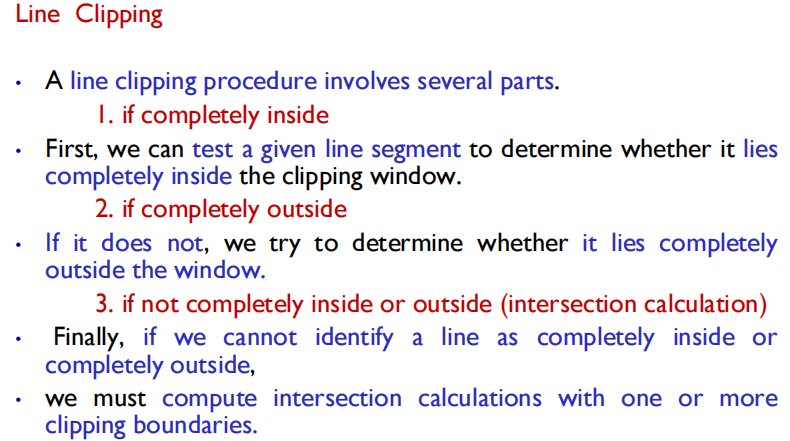 Line Clipping
• A line clipping procedure involves several parts.
1. if completely inside
• First, we can test a given line segment to determine whether it lies
completely inside the clipping window.
2. if completely outside
• If it does not, we try to determine whether it lies completely
outside the window.
3. if not completely inside or outside (intersection calculation)
• Finally, if we cannot identify a line as completely inside or
completely outside,
• we must compute intersection calculations with one or more
clipping boundaries.